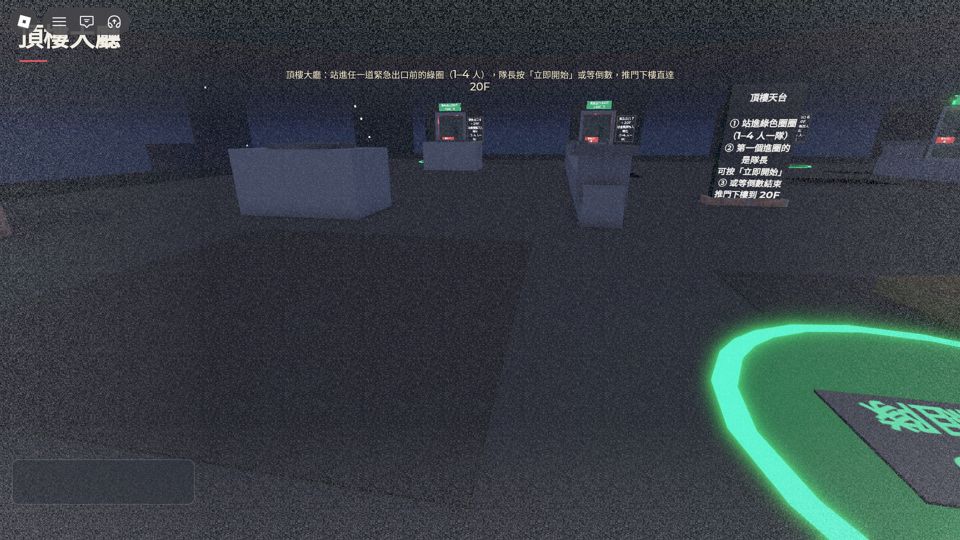 頂樓大廳
頂樓大廳：站進任一道緊急出口前的綠圈（1–4 人），隊長按「立即開始」或等倒數，推門下樓直達
20F
頂樓天台
① 站進綠色圈圈
（1–4 人一隊）
② 第一個進圈的
是隊長
可按「立即開始」
③ 或等倒數結束
推門下樓到 20F